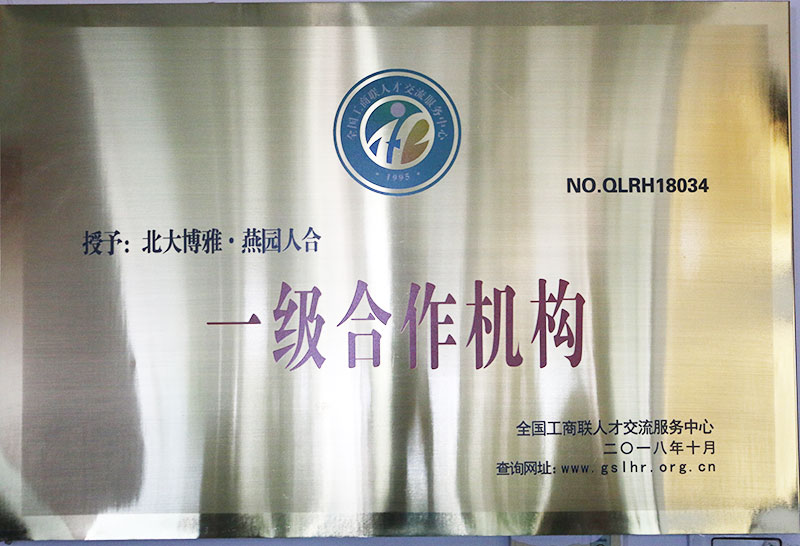 全国工商联人才交流服务中心
1995
NO.QLRH18034
授予：北大博雅·燕园人合
一级合作机构
全国工商联人才交流服务中心
二〇一八年十月
查询网址：www.gslhr.org.cn